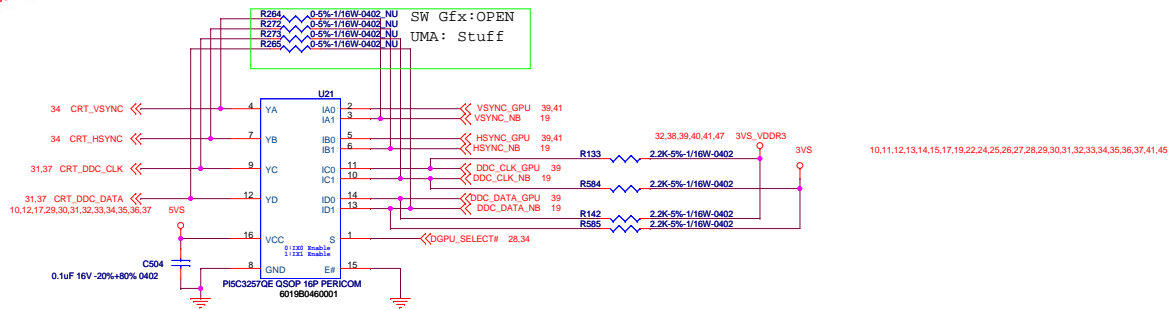 R264 0-5%-1/16W-0402_NU
R272 0-5%-1/16W-0402_NU
R273 0-5%-1/16W-0402_NU
R265 0-5%-1/16W-0402_NU
SW Gfx:OPEN
UMA: Stuff
U21
34 CRT_VSYNC 4 YA IA0 2 VSYNC_GPU 39,41
IA1 3 VSYNC_NB 19
34 CRT_HSYNC 7 YB IB0 5 HSYNC_GPU 39,41
IB1 6 HSYNC_NB 19
32,38,39,40,41,47 3VS_VDDR3
3VS 10,11,12,13,14,15,17,19,22,24,25,26,27,28,29,30,31,32,33,34,35,36,37,41,45
R133 2.2K-5%-1/16W-0402
31,37 CRT_DDC_CLK 9 YC IC0 11 DDC_CLK_GPU 39
IC1 10 DDC_CLK_NB 19
R584 2.2K-5%-1/16W-0402
31,37 CRT_DDC_DATA 12 YD ID0 14 DDC_DATA_GPU 39
ID1 13 DDC_DATA_NB 19
10,12,17,29,30,31,32,33,34,35,36,37 5VS
R142 2.2K-5%-1/16W-0402
R585 2.2K-5%-1/16W-0402
16 VCC S 1 DGPU_SELECT# 28,34
0:IX0 Enable
1:IX1 Enable
C504
0.1uF 16V -20%+80% 0402
8 GND E# 15
PI5C3257QE QSOP 16P PERICOM
6019B0460001